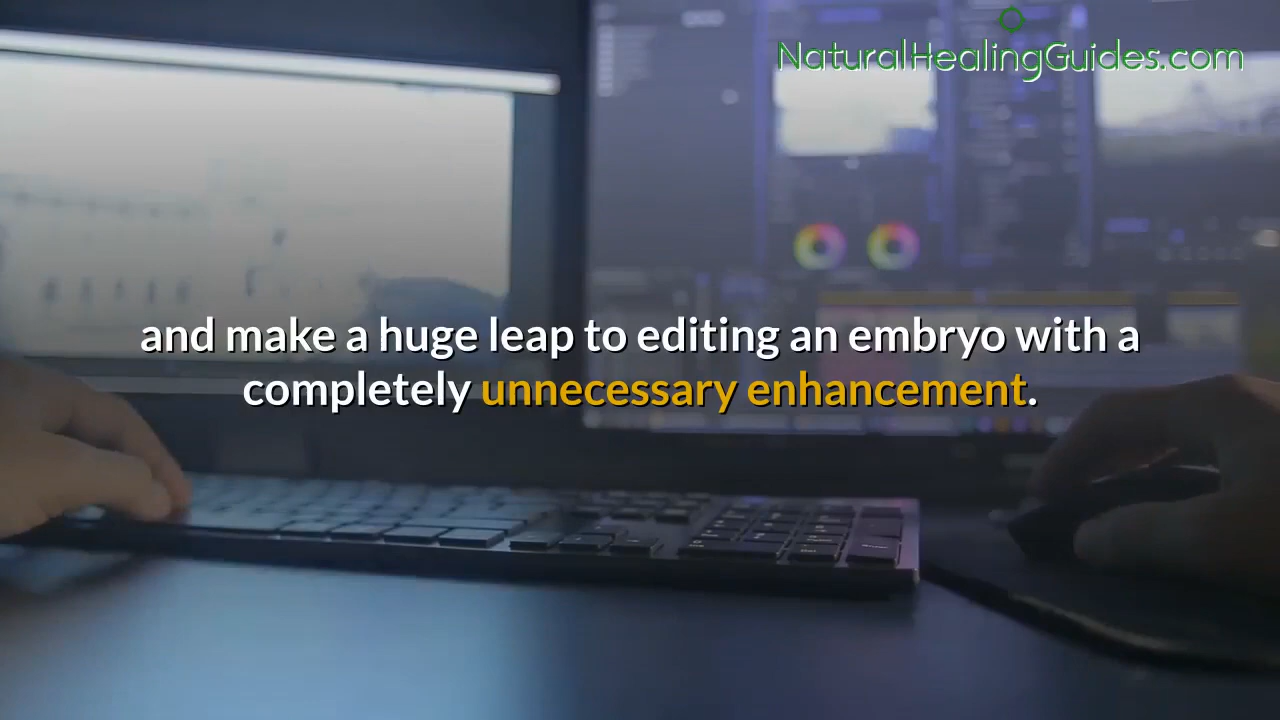 NaturalHealingGuides.com
and make a huge leap to editing an embryo with a
completely unnecessary enhancement.